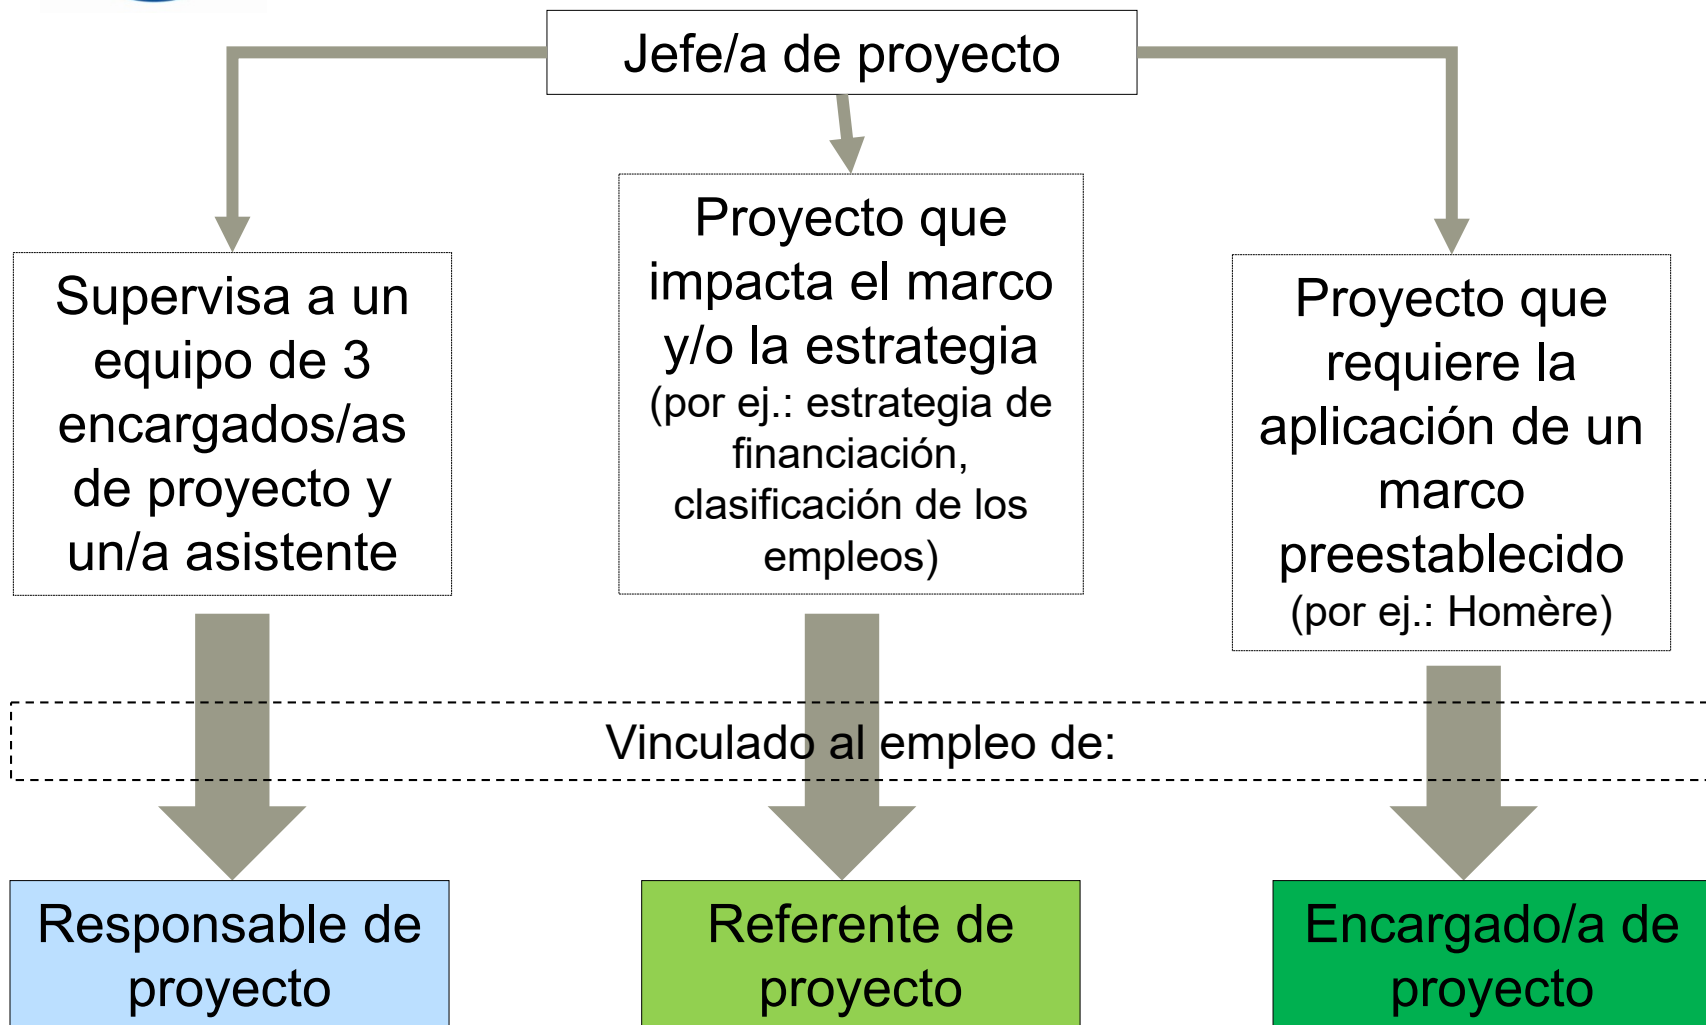 Jefe/a de proyecto
Supervisa a un
equipo de 3
encargados/as
de proyecto y
un/a asistente
Proyecto que
impacta el marco
y/o la estrategia
(por ej.: estrategia de
financiación,
clasificación de los
empleos)
Proyecto que
requiere la
aplicación de un
marco
preestablecido
(por ej.: Homère)
Vinculado al empleo de:
Responsable de
proyecto
Referente de
proyecto
Encargado/a de
proyecto